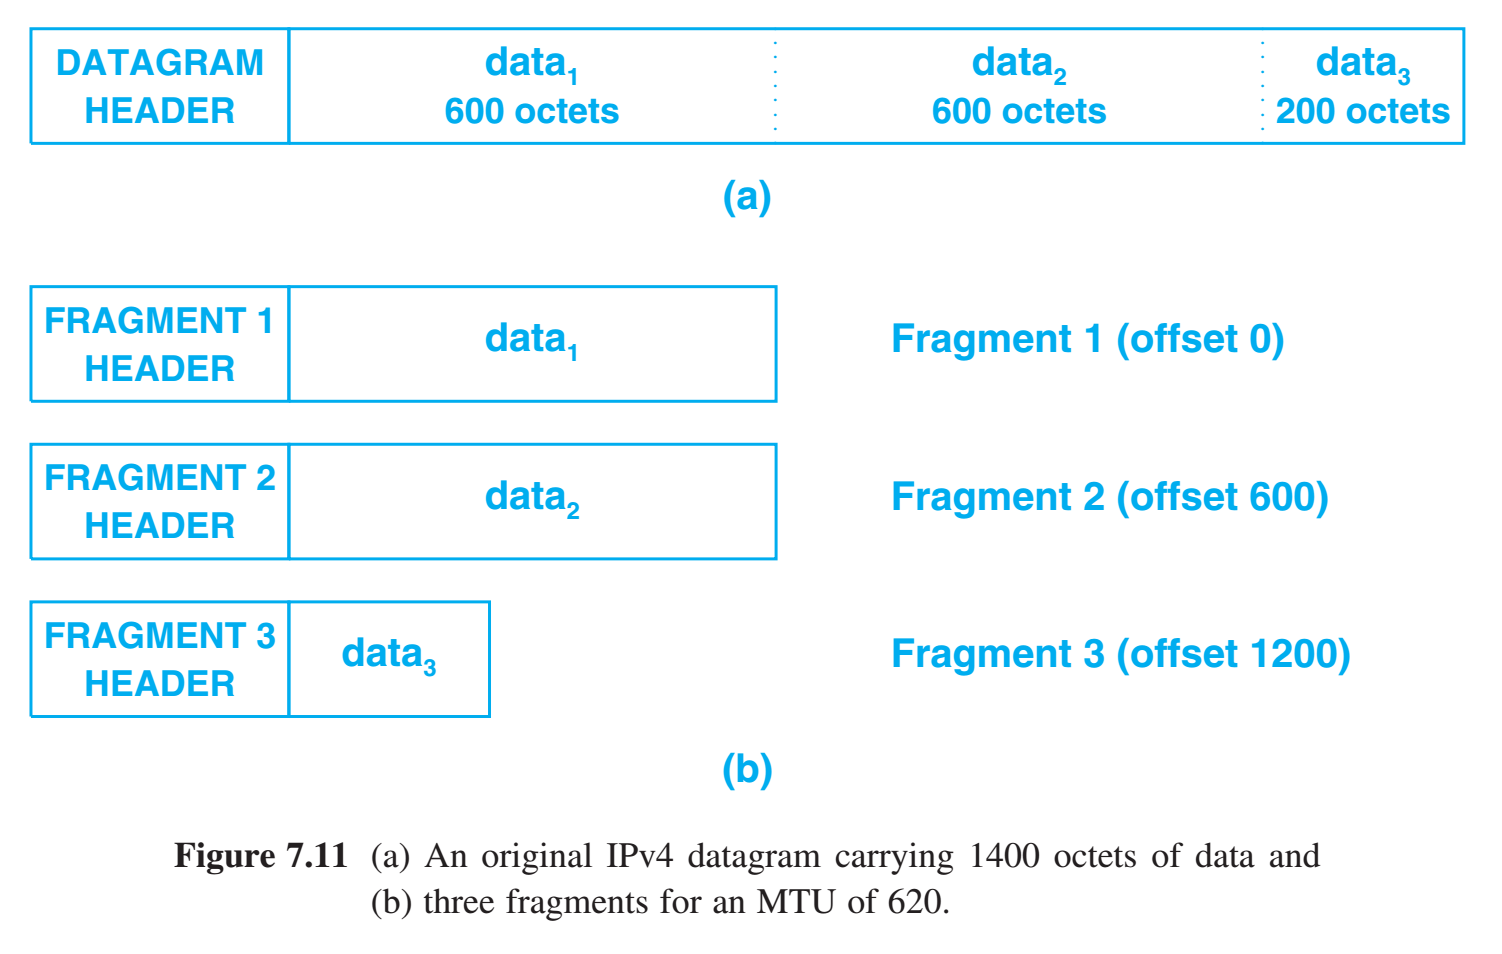 DATAGRAM HEADER
data₁
600 octets
data₂
600 octets
data₃
200 octets
(a)
FRAGMENT 1
HEADER
data₁
Fragment 1 (offset 0)
FRAGMENT 2
HEADER
data₂
Fragment 2 (offset 600)
FRAGMENT 3
HEADER
data₃
Fragment 3 (offset 1200)
(b)
Figure 7.11 (a) An original IPv4 datagram carrying 1400 octets of data and
(b) three fragments for an MTU of 620.